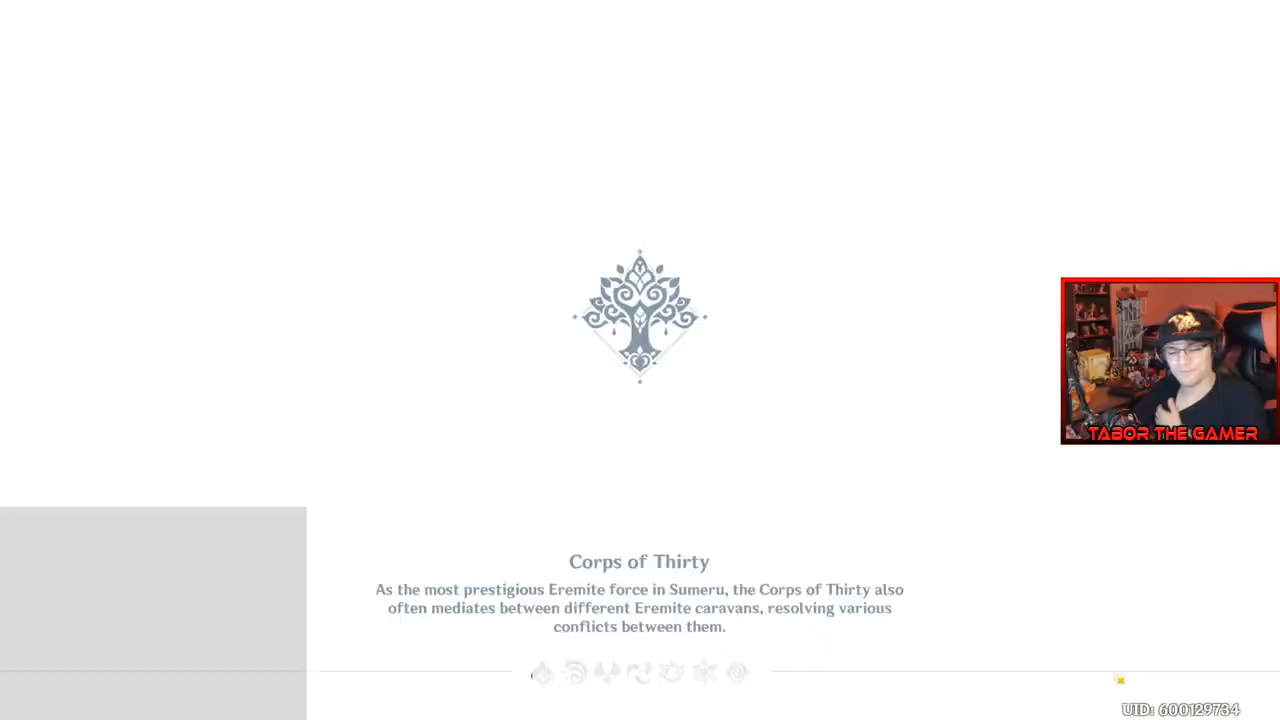 TABOR THE GAMER
Corps of Thirty
As the most prestigious Eremite force in Sumeru, the Corps of Thirty also
often mediates between different Eremite caravans, resolving various
conflicts between them.
UID: 600129734